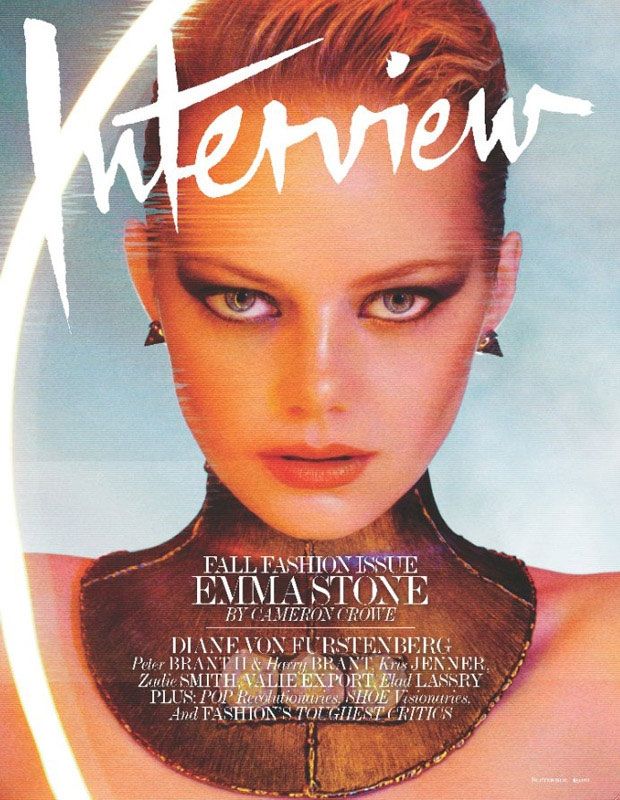 Interview
FALL FASHION ISSUE
EMMA STONE
BY CAMERON CROWE
DIANE VON FURSTENBERG
Peter BRANT II & Harry BRANT, Kris JENNER,
Zadie SMITH, VALIE EXPORT, Elad LASSRY
PLUS: POP Revolutionaries, SHOE Visionaries,
And FASHION'S TOUGHEST CRITICS